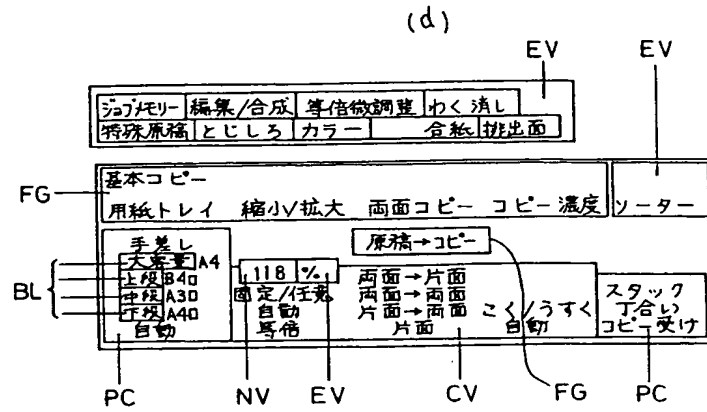 (d)
EV EV
ジョブメモリー 編集/合成 等倍微調整 わく消し
特殊原稿 とじしろ カラー 合紙 排出面
基本コピー
FG
用紙トレイ 縮小/拡大 両面コピー コピー濃度 ソーター
手差し 原稿→コピー
大容量 A4
118 % 両面→片面
BL 上段 B4□ 固定/任意 両面→両面 スタック
中段 A3□ 自動 片面→両面 こく/うすく 丁合い
下段 A4□ 等倍 片面 自動 コピー受け
自動
PC NV EV CV FG PC